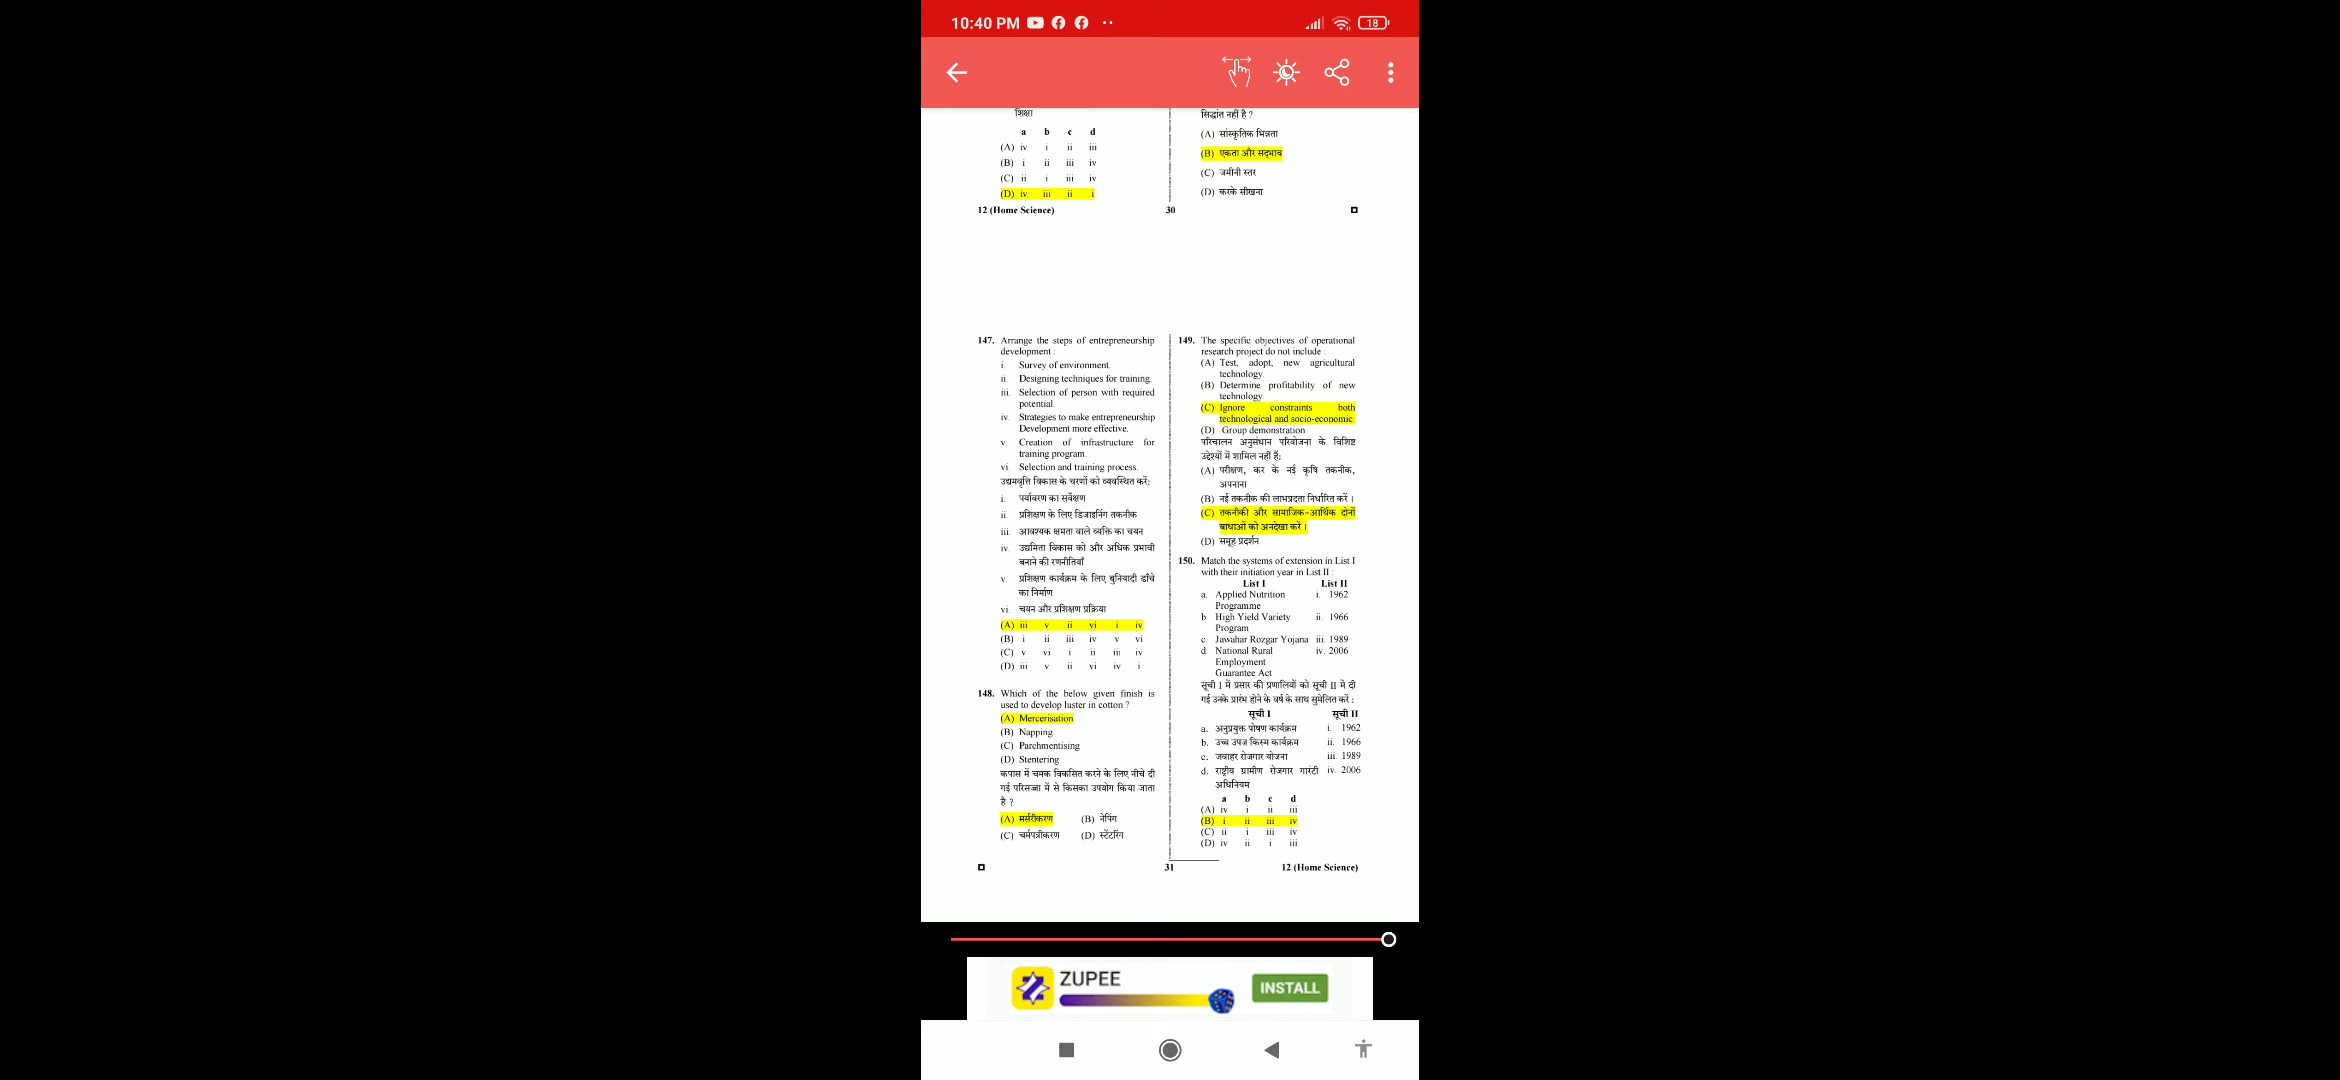 10:40 PM
18
शिक्षा
a b c d
(A) iv i ii iii
(B) i ii iii iv
(C) ii i iii iv
(D) iv iii ii i
सिद्धांत नहीं है ?
(A) सांस्कृतिक भिन्नता
(B) एकता और सद्भाव
(C) जमीनी स्तर
(D) करके सीखना
12 (Home Science)
30
147. Arrange the steps of entrepreneurship
development :
i. Survey of environment.
ii. Designing techniques for training.
iii. Selection of person with required
potential.
iv. Strategies to make entrepreneurship
Development more effective.
v. Creation of infrastructure for
training program.
vi. Selection and training process.
उद्यमवृत्ति विकास के चरणों को व्यवस्थित करें:
i. पर्यावरण का सर्वेक्षण
ii. प्रशिक्षण के लिए डिजाइनिंग तकनीक
iii. आवश्यक क्षमता वाले व्यक्ति का चयन
iv. उद्यमिता विकास को और अधिक प्रभावी
बनाने की रणनीतियाँ
v. प्रशिक्षण कार्यक्रम के लिए बुनियादी ढाँचे
का निर्माण
vi. चयन और प्रशिक्षण प्रक्रिया
(A) iii v ii vi i iv
(B) i ii iii iv v vi
(C) v vi i ii iii iv
(D) iii v ii vi iv i
148. Which of the below given finish is
used to develop luster in cotton ?
(A) Mercerisation
(B) Napping
(C) Parchmentising
(D) Stentering
कपास में चमक विकसित करने के लिए नीचे दी
गई परिसज्जा में से किसका उपयोग किया जाता
है ?
(A) मर्सरीकरण (B) नेपिंग
(C) चर्मपत्रीकरण (D) स्टेंटरिंग
149. The specific objectives of operational
research project do not include :
(A) Test, adopt, new agricultural
technology.
(B) Determine profitability of new
technology
(C) Ignore constraints both
technological and socio-economic.
(D) Group demonstration
परिचालन अनुसंधान परियोजना के विशिष्ट
उद्देश्यों में शामिल नहीं हैं:
(A) परीक्षण, कर के नई कृषि तकनीक,
अपनाना
(B) नई तकनीक की लाभप्रदता निर्धारित करें ।
(C) तकनीकी और सामाजिक-आर्थिक दोनों
बाधाओं को अनदेखा करें ।
(D) समूह प्रदर्शन
150. Match the systems of extension in List I
with their initiation year in List II :
List I List II
a. Applied Nutrition i. 1962
Programme
b. High Yield Variety ii. 1966
Program
c. Jawahar Rozgar Yojana iii. 1989
d. National Rural iv. 2006
Employment
Guarantee Act
सूची I में प्रसार की प्रणालियों को सूची II में दी
गई उनके प्रारंभ होने के वर्ष के साथ सुमेलित करें :
सूची I सूची II
a. अनुप्रयुक्त पोषण कार्यक्रम i. 1962
b. उच्च उपज किस्म कार्यक्रम ii. 1966
c. जवाहर रोजगार योजना iii. 1989
d. राष्ट्रीय ग्रामीण रोजगार गारंटी iv. 2006
अधिनियम
a b c d
(A) iv i ii iii
(B) i ii iii iv
(C) ii i iii iv
(D) iv ii i iii
31
12 (Home Science)
ZUPEE
INSTALL